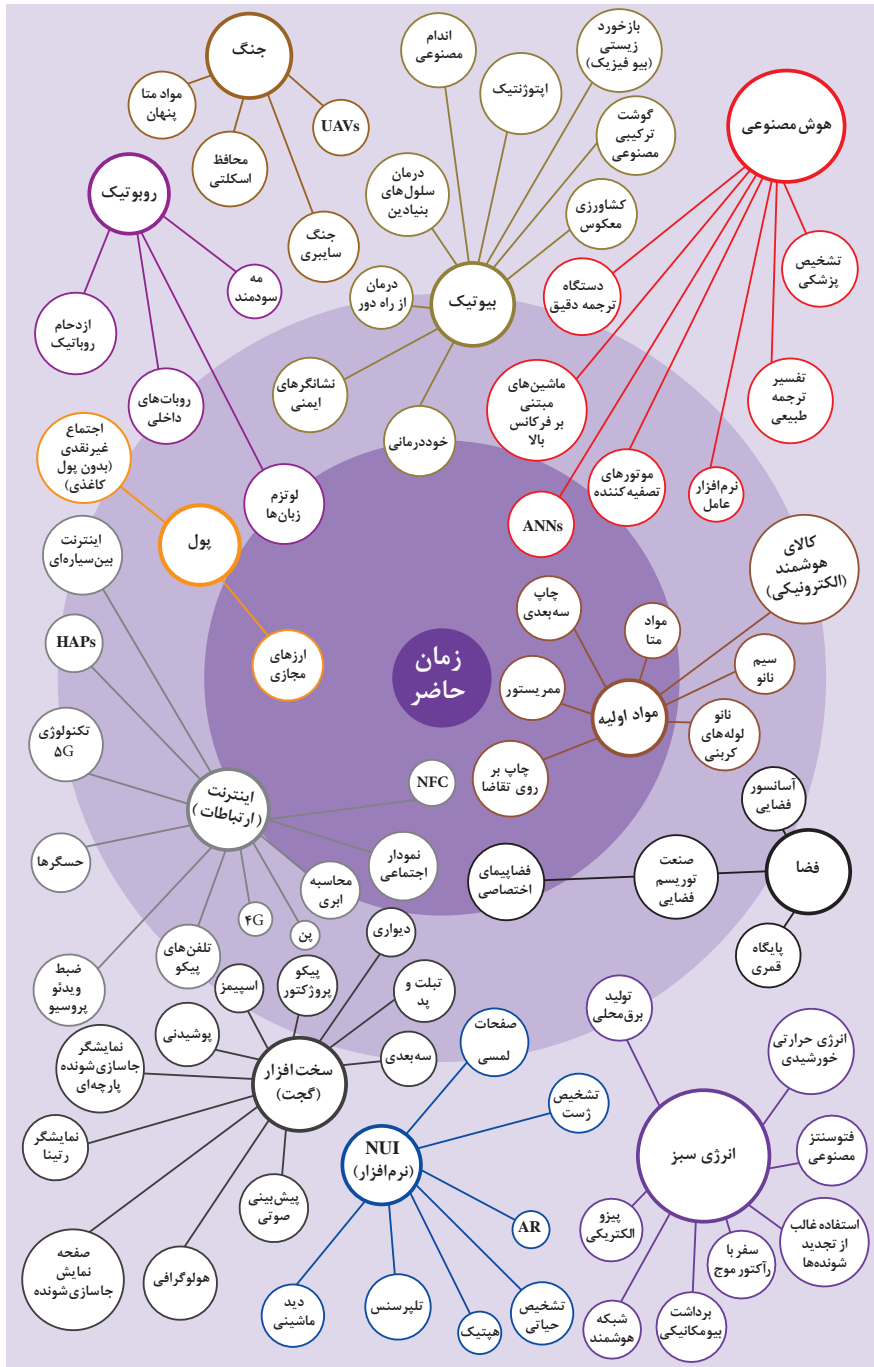 جنگ
مواد متا
پنهان
محافظ
اسکلتی
جنگ
سایبری
UAVs
بیوتیک
اندام
مصنوعی
اپتوژنتیک
بازخورد
زیستی
(بیو فیزیک)
گوشت
ترکیبی
مصنوعی
کشاورزی
معکوس
درمان
سلول‌های
بنیادین
درمان
از راه دور
نشانگرهای
ایمنی
خوددرمانی
هوش مصنوعی
تشخیص
پزشکی
دستگاه
ترجمه دقیق
تفسیر
ترجمه
طبیعی
ماشین‌های
مبتنی
بر فرکانس
بالا
موتورهای
تصفیه‌کننده
نرم‌افزار
عامل
ANNs
روبوتیک
مه
سودمند
ازدحام
روباتیک
روبات‌های
داخلی
لوتزم
زبان‌ها
پول
اجتماع
غیرنقدی
(بدون پول
کاغذی)
ارزهای
مجازی
زمان
حاضر
مواد اولیه
کالای
هوشمند
(الکترونیکی)
چاپ
سه‌بعدی
مواد
متا
سیم
نانو
ممریستور
نانو
لوله‌های
کربنی
چاپ بر
روی تقاضا
اینترنت
(ارتباطات)
اینترنت
بین‌سیاره‌ای
HAPs
تکنولوژی
۵G
حسگرها
ضبط
ویدئو
پروسیو
تلفن‌های
پیکو
۴G
پن
محاسبه
ابری
نمودار
اجتماعی
NFC
فضا
آسانسور
فضایی
صنعت
توریسم
فضایی
فضاپیمای
اختصاصی
پایگاه
قمری
سخت‌افزار
(گجت)
دیواری
پیکو
پروژکتور
اسپیمز
تبلت و
پد
پوشیدنی
سه‌بعدی
نمایشگر
جاسازی‌شونده
پارچه‌ای
نمایشگر
رتینا
پیش‌بینی
صوتی
هولوگرافی
صفحه
نمایش
جاسازی‌شونده
NUI
(نرم‌افزار)
صفحات
لمسی
تشخیص
ژست
AR
تشخیص
حیاتی
هپتیک
تلپرسنس
دید
ماشینی
انرژی سبز
تولید
برق‌محلی
انرژی حرارتی
خورشیدی
فتوسنتز
مصنوعی
استفاده غالب
از تجدید
شونده‌ها
سفر با
رآکتور موج
برداشت
بیومکانیکی
شبکه
هوشمند
پیزو
الکتریکی